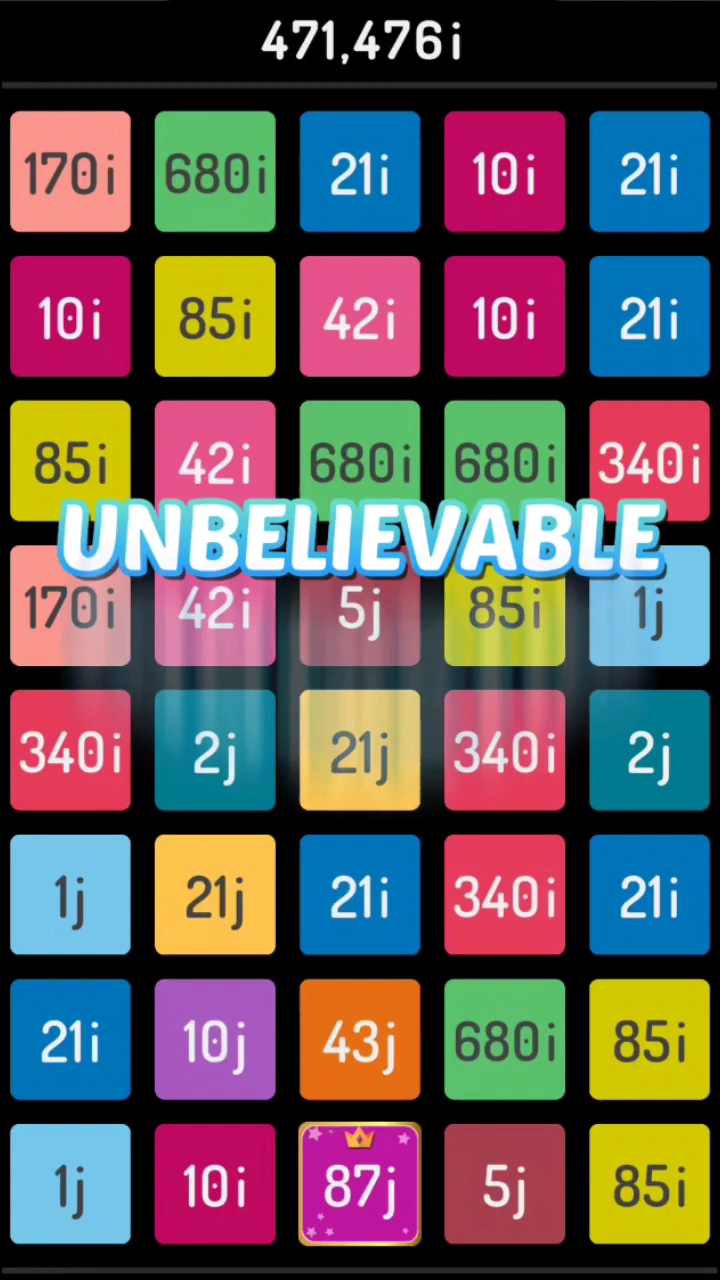 471,476i
170i 680i 21i 10i 21i
10i 85i 42i 10i 21i
85i 42i 680i 680i 340i
UNBELIEVABLE
170i 42i 5j 85i 1j
340i 2j 21j 340i 2j
1j 21j 21i 340i 21i
21i 10j 43j 680i 85i
1j 10i 87j 5j 85i